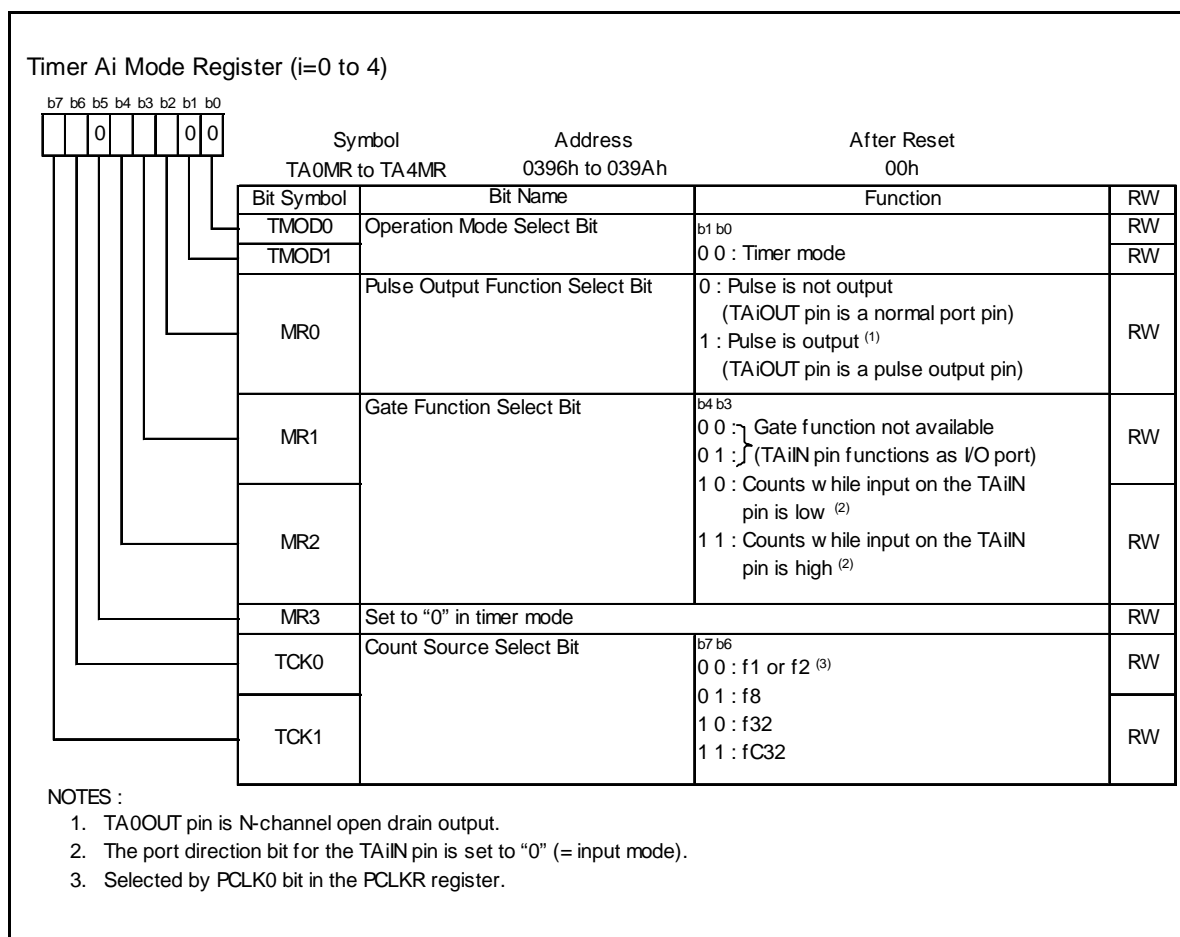 Timer Ai Mode Register (i=0 to 4)
b7 b6 b5 b4 b3 b2 b1 b0
0 0 0
Symbol Address After Reset
TA0MR to TA4MR 0396h to 039Ah 00h
Bit Symbol Bit Name Function RW
TMOD0 Operation Mode Select Bit b1 b0 RW
TMOD1 0 0 : Timer mode RW
MR0 Pulse Output Function Select Bit 0 : Pulse is not output
(TAiOUT pin is a normal port pin)
1 : Pulse is output (1) RW
(TAiOUT pin is a pulse output pin)
MR1 Gate Function Select Bit b4 b3
0 0 : Gate function not available RW
0 1 : (TAiIN pin functions as I/O port)
MR2 1 0 : Counts while input on the TAiIN
pin is low (2)
1 1 : Counts while input on the TAiIN RW
pin is high (2)
MR3 Set to “0” in timer mode RW
TCK0 Count Source Select Bit b7 b6
0 0 : f1 or f2 (3) RW
0 1 : f8
TCK1 1 0 : f32
1 1 : fC32 RW
NOTES :
1. TA0OUT pin is N-channel open drain output.
2. The port direction bit for the TAiIN pin is set to “0” (= input mode).
3. Selected by PCLK0 bit in the PCLKR register.